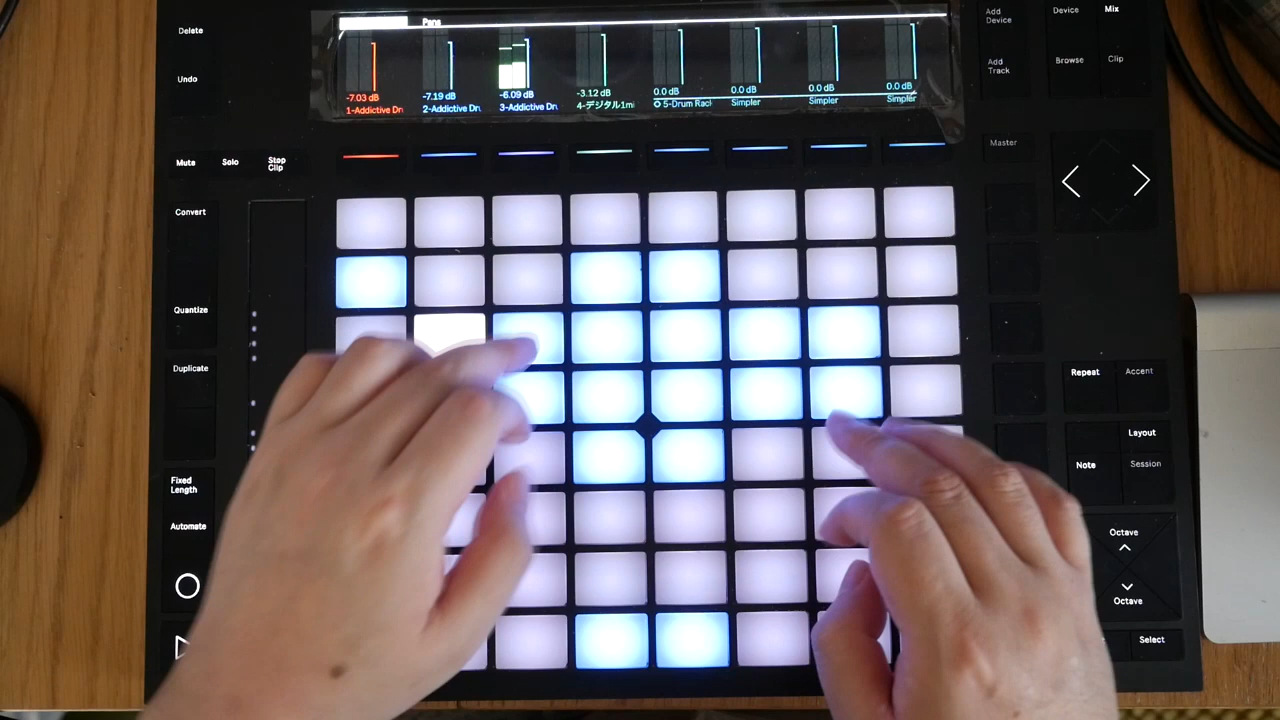 Pans
Delete
Undo
-7.03 dB
-7.19 dB
-6.09 dB
-3.12 dB
0.0 dB
0.0 dB
0.0 dB
0.0 dB
1-Addictive Dr
2-Addictive Dr
3-Addictive Dr
4-デジタル1mi
5-Drum Rack
Simpler
Simpler
Simpler
Add
Device
Add
Track
Device
Mix
Browse
Clip
Mute
Solo
Stop
Clip
Master
Convert
Quantize
Duplicate
Fixed
Length
Automate
Repeat
Accent
Layout
Note
Session
Octave
Octave
Select